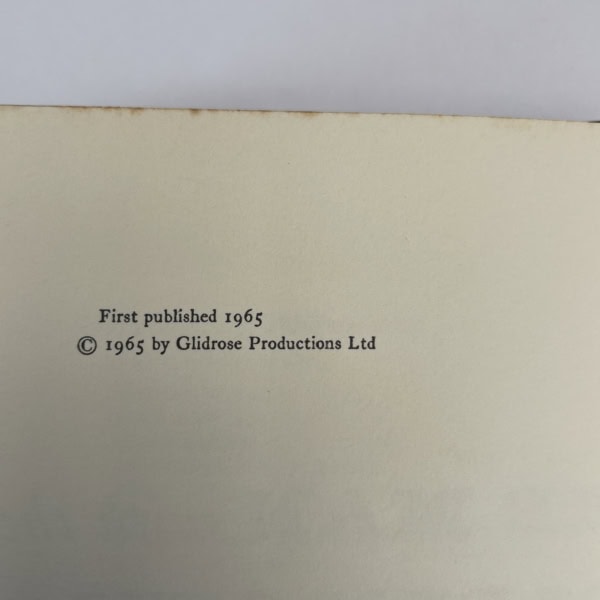 First published 1965
© 1965 by Glidrose Productions Ltd